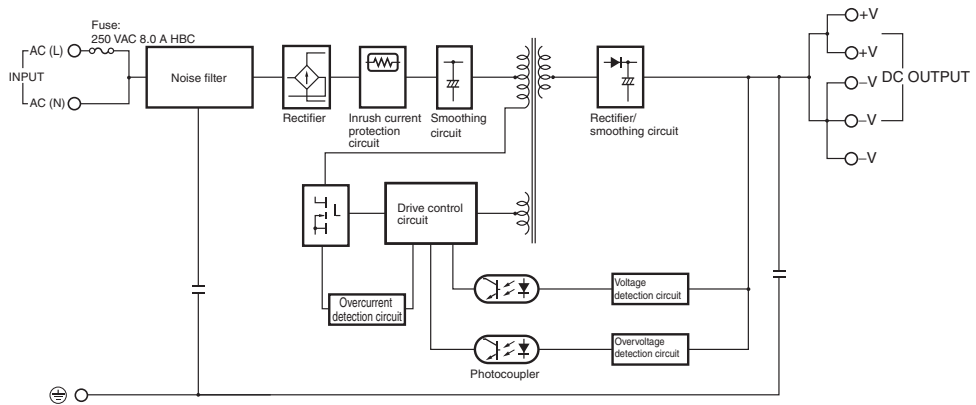 Fuse:
250 VAC 8.0 A HBC
AC (L)
INPUT
AC (N)
Noise filter
Rectifier
Inrush current
protection
circuit
Smoothing
circuit
Rectifier/
smoothing circuit
+V
+V
–V
DC OUTPUT
–V
–V
Drive control
circuit
Overcurrent
detection circuit
Voltage
detection circuit
Overvoltage
detection circuit
Photocoupler